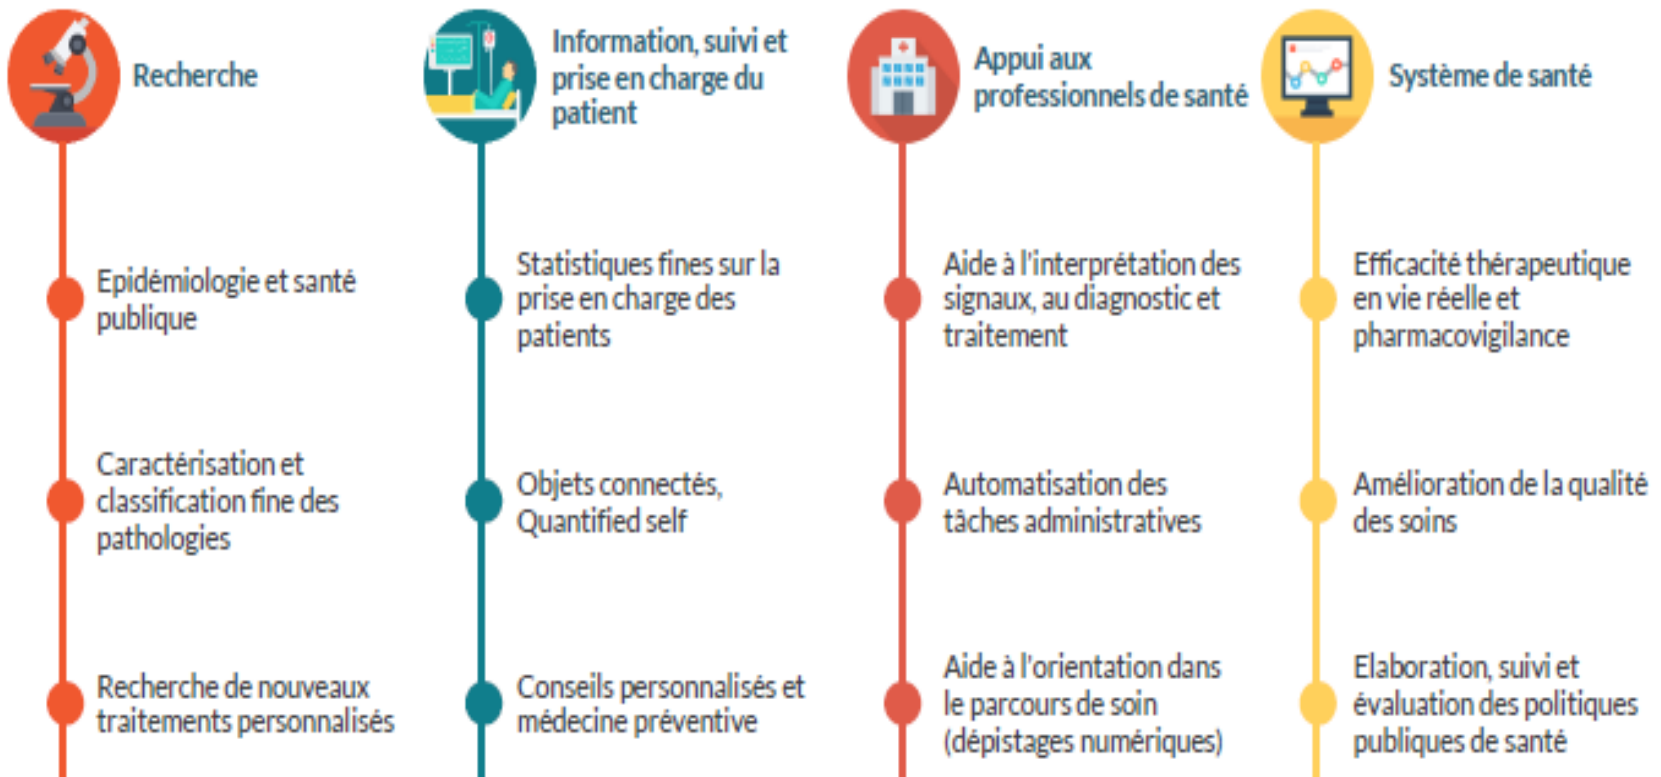 Recherche
Epidémiologie et santé
publique
Caractérisation et
classification fine des
pathologies
Recherche de nouveaux
traitements personnalisés
Information, suivi et
prise en charge du
patient
Statistiques fines sur la
prise en charge des
patients
Objets connectés,
Quantified self
Conseils personnalisés et
médecine préventive
Appui aux
professionnels de santé
Aide à l'interprétation des
signaux, au diagnostic et
traitement
Automatisation des
tâches administratives
Aide à l'orientation dans
le parcours de soin
(dépistages numériques)
Système de santé
Efficacité thérapeutique
en vie réelle et
pharmacovigilance
Amélioration de la qualité
des soins
Elaboration, suivi et
évaluation des politiques
publiques de santé